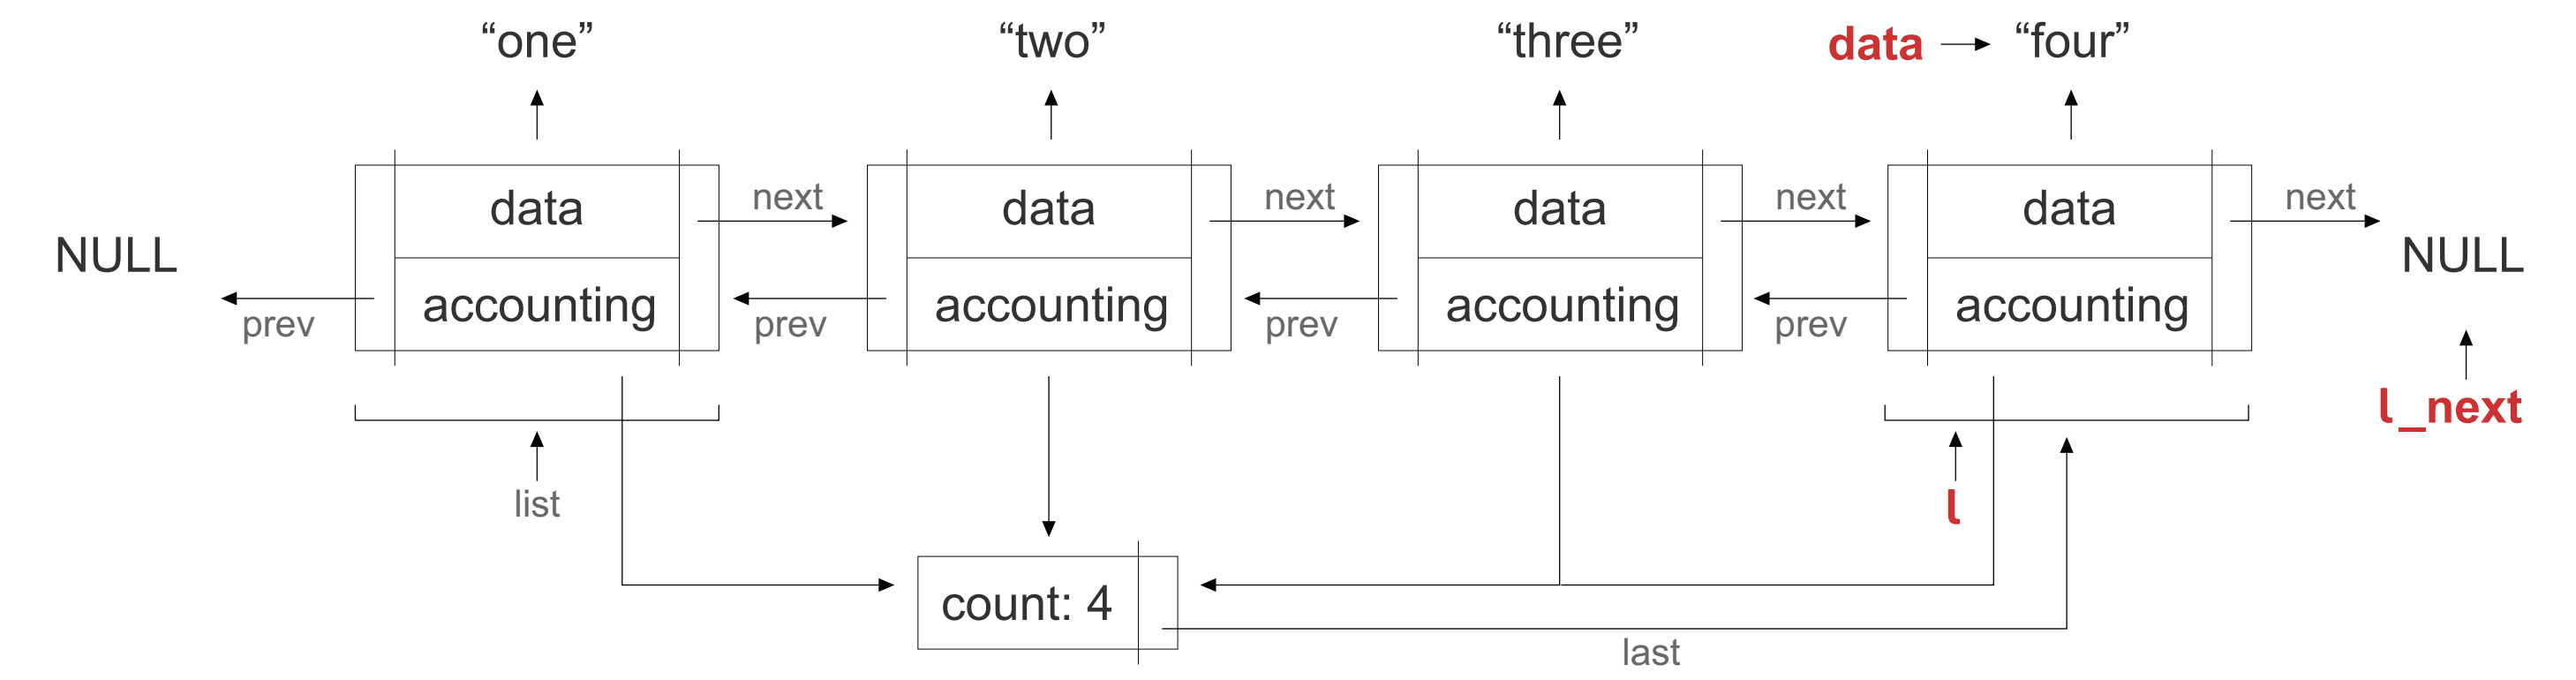 “one” “two” “three” data “four”
data next data next data next data next
NULL NULL
prev accounting prev accounting prev accounting prev accounting
l_next
list l
count: 4
last